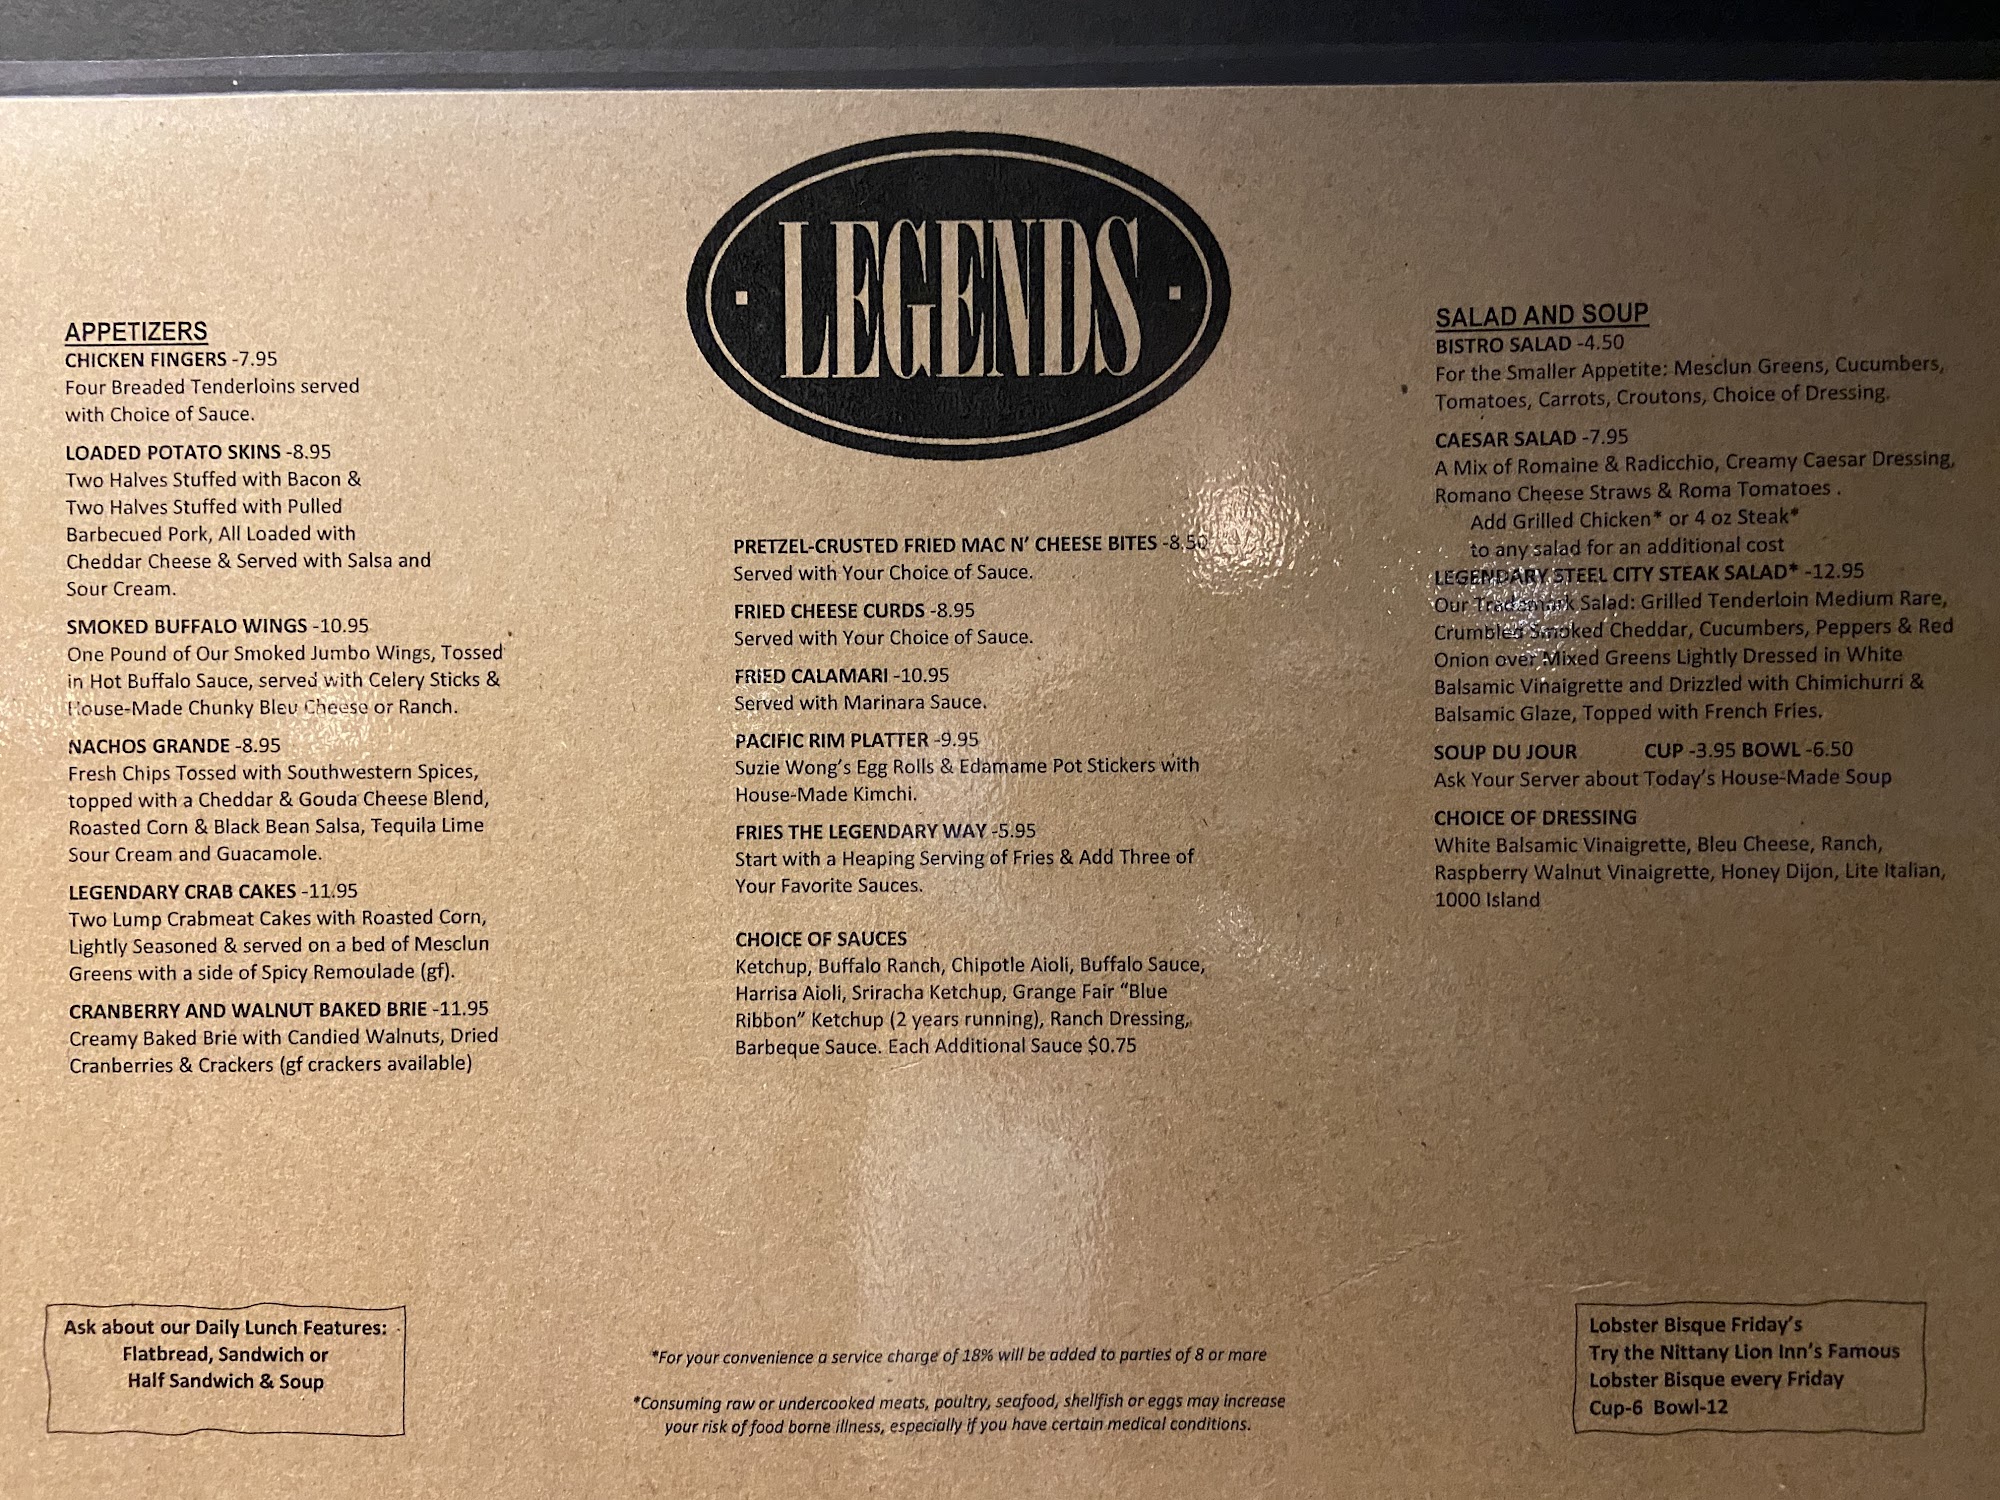 LEGENDS
APPETIZERS
CHICKEN FINGERS -7.95
Four Breaded Tenderloins served
with Choice of Sauce.
LOADED POTATO SKINS -8.95
Two Halves Stuffed with Bacon &
Two Halves Stuffed with Pulled
Barbecued Pork, All Loaded with
Cheddar Cheese & Served with Salsa and
Sour Cream.
SMOKED BUFFALO WINGS -10.95
One Pound of Our Smoked Jumbo Wings, Tossed
in Hot Buffalo Sauce, served with Celery Sticks &
House-Made Chunky Bleu Cheese or Ranch.
NACHOS GRANDE -8.95
Fresh Chips Tossed with Southwestern Spices,
topped with a Cheddar & Gouda Cheese Blend,
Roasted Corn & Black Bean Salsa, Tequila Lime
Sour Cream and Guacamole.
LEGENDARY CRAB CAKES -11.95
Two Lump Crabmeat Cakes with Roasted Corn,
Lightly Seasoned & served on a bed of Mesclun
Greens with a side of Spicy Remoulade (gf).
CRANBERRY AND WALNUT BAKED BRIE -11.95
Creamy Baked Brie with Candied Walnuts, Dried
Cranberries & Crackers (gf crackers available)
PRETZEL-CRUSTED FRIED MAC N' CHEESE BITES -8.50
Served with Your Choice of Sauce.
FRIED CHEESE CURDS -8.95
Served with Your Choice of Sauce.
FRIED CALAMARI -10.95
Served with Marinara Sauce.
PACIFIC RIM PLATTER -9.95
Suzie Wong's Egg Rolls & Edamame Pot Stickers with
House-Made Kimchi.
FRIES THE LEGENDARY WAY -5.95
Start with a Heaping Serving of Fries & Add Three of
Your Favorite Sauces.
CHOICE OF SAUCES
Ketchup, Buffalo Ranch, Chipotle Aioli, Buffalo Sauce,
Harrisa Aioli, Sriracha Ketchup, Grange Fair "Blue
Ribbon" Ketchup (2 years running), Ranch Dressing,
Barbeque Sauce. Each Additional Sauce $0.75
SALAD AND SOUP
BISTRO SALAD -4.50
For the Smaller Appetite: Mesclun Greens, Cucumbers,
Tomatoes, Carrots, Croutons, Choice of Dressing.
CAESAR SALAD -7.95
A Mix of Romaine & Radicchio, Creamy Caesar Dressing,
Romano Cheese Straws & Roma Tomatoes .
Add Grilled Chicken* or 4 oz Steak*
to any salad for an additional cost
LEGENDARY STEEL CITY STEAK SALAD* -12.95
Our Trademark Salad: Grilled Tenderloin Medium Rare,
Crumbled Smoked Cheddar, Cucumbers, Peppers & Red
Onion over Mixed Greens Lightly Dressed in White
Balsamic Vinaigrette and Drizzled with Chimichurri &
Balsamic Glaze, Topped with French Fries.
SOUP DU JOUR CUP -3.95 BOWL -6.50
Ask Your Server about Today's House-Made Soup
CHOICE OF DRESSING
White Balsamic Vinaigrette, Bleu Cheese, Ranch,
Raspberry Walnut Vinaigrette, Honey Dijon, Lite Italian,
1000 Island
Ask about our Daily Lunch Features:
Flatbread, Sandwich or
Half Sandwich & Soup
*For your convenience a service charge of 18% will be added to parties of 8 or more
*Consuming raw or undercooked meats, poultry, seafood, shellfish or eggs may increase
your risk of food borne illness, especially if you have certain medical conditions.
Lobster Bisque Friday's
Try the Nittany Lion Inn's Famous
Lobster Bisque every Friday
Cup-6 Bowl-12